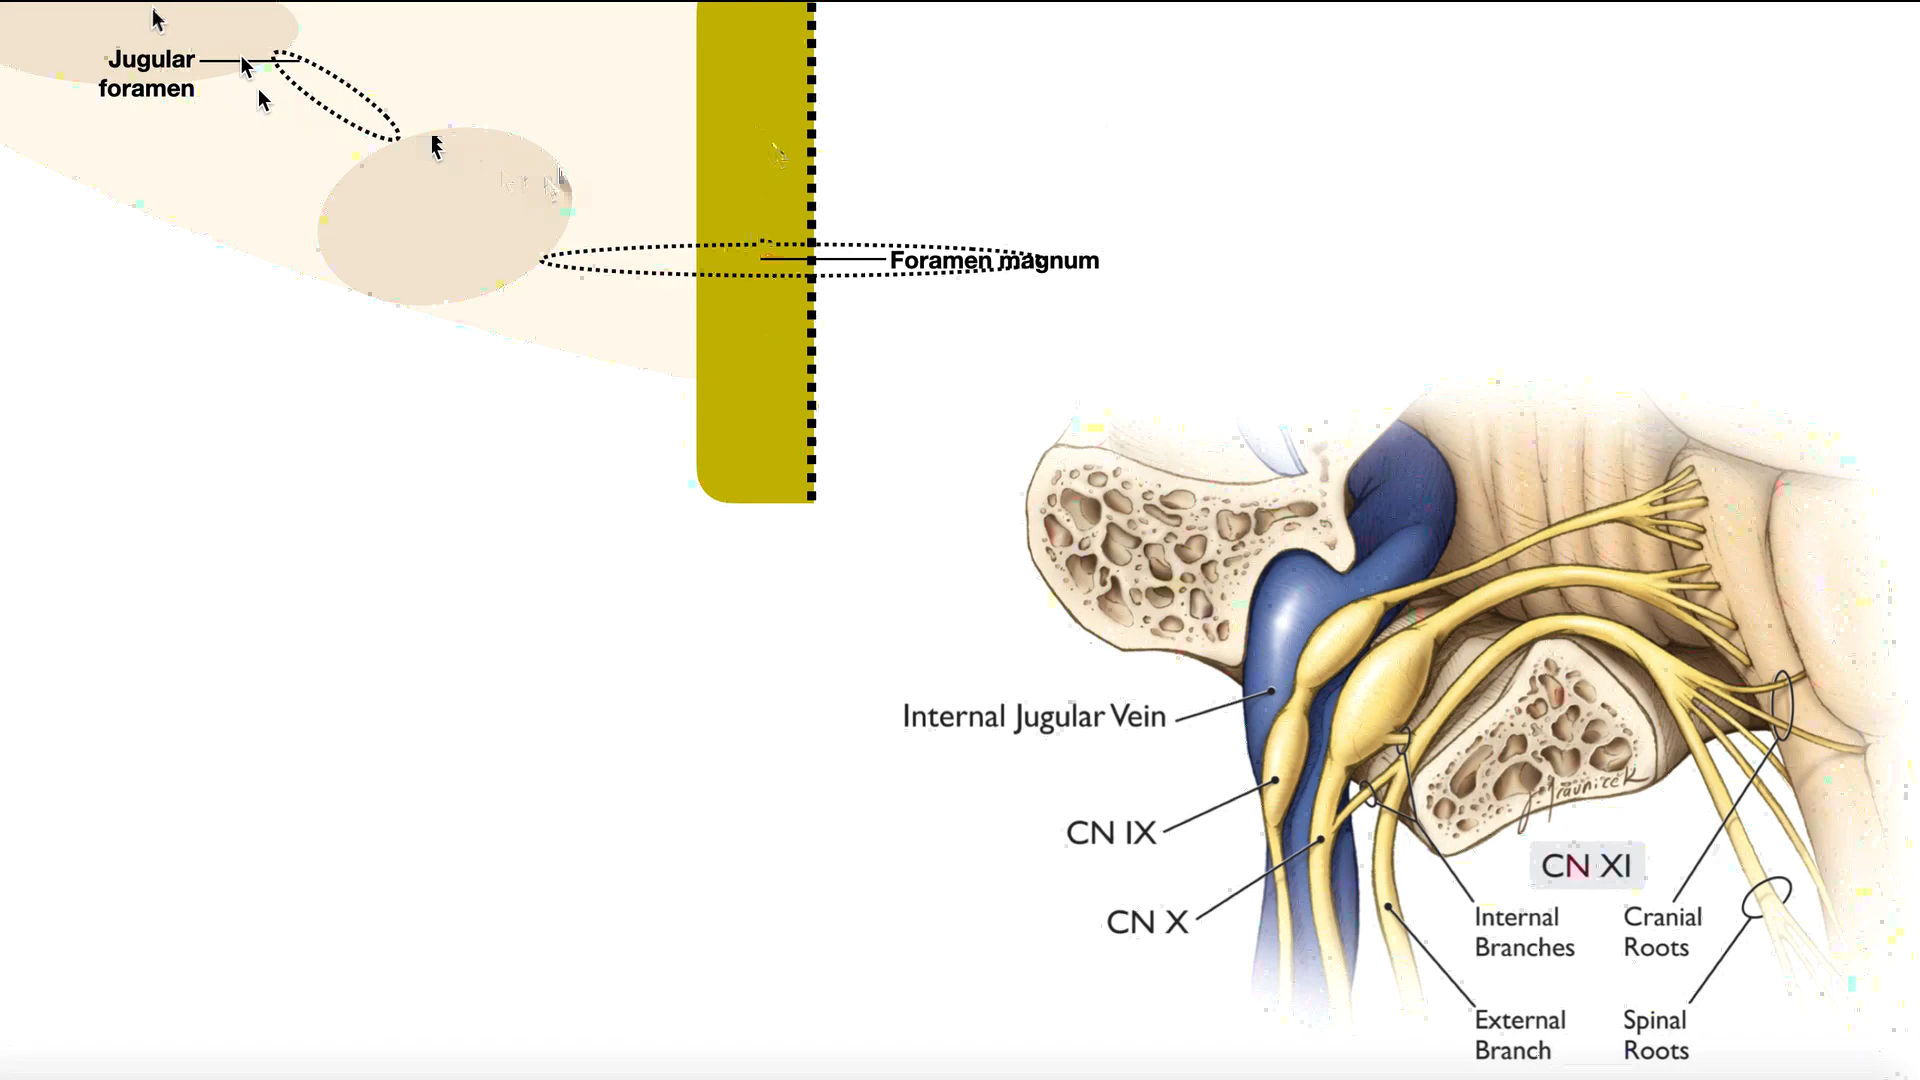 Jugular
foramen
Foramen magnum
Internal Jugular Vein
CN IX
CN X
CN XI
Internal
Branches
Cranial
Roots
External
Branch
Spinal
Roots